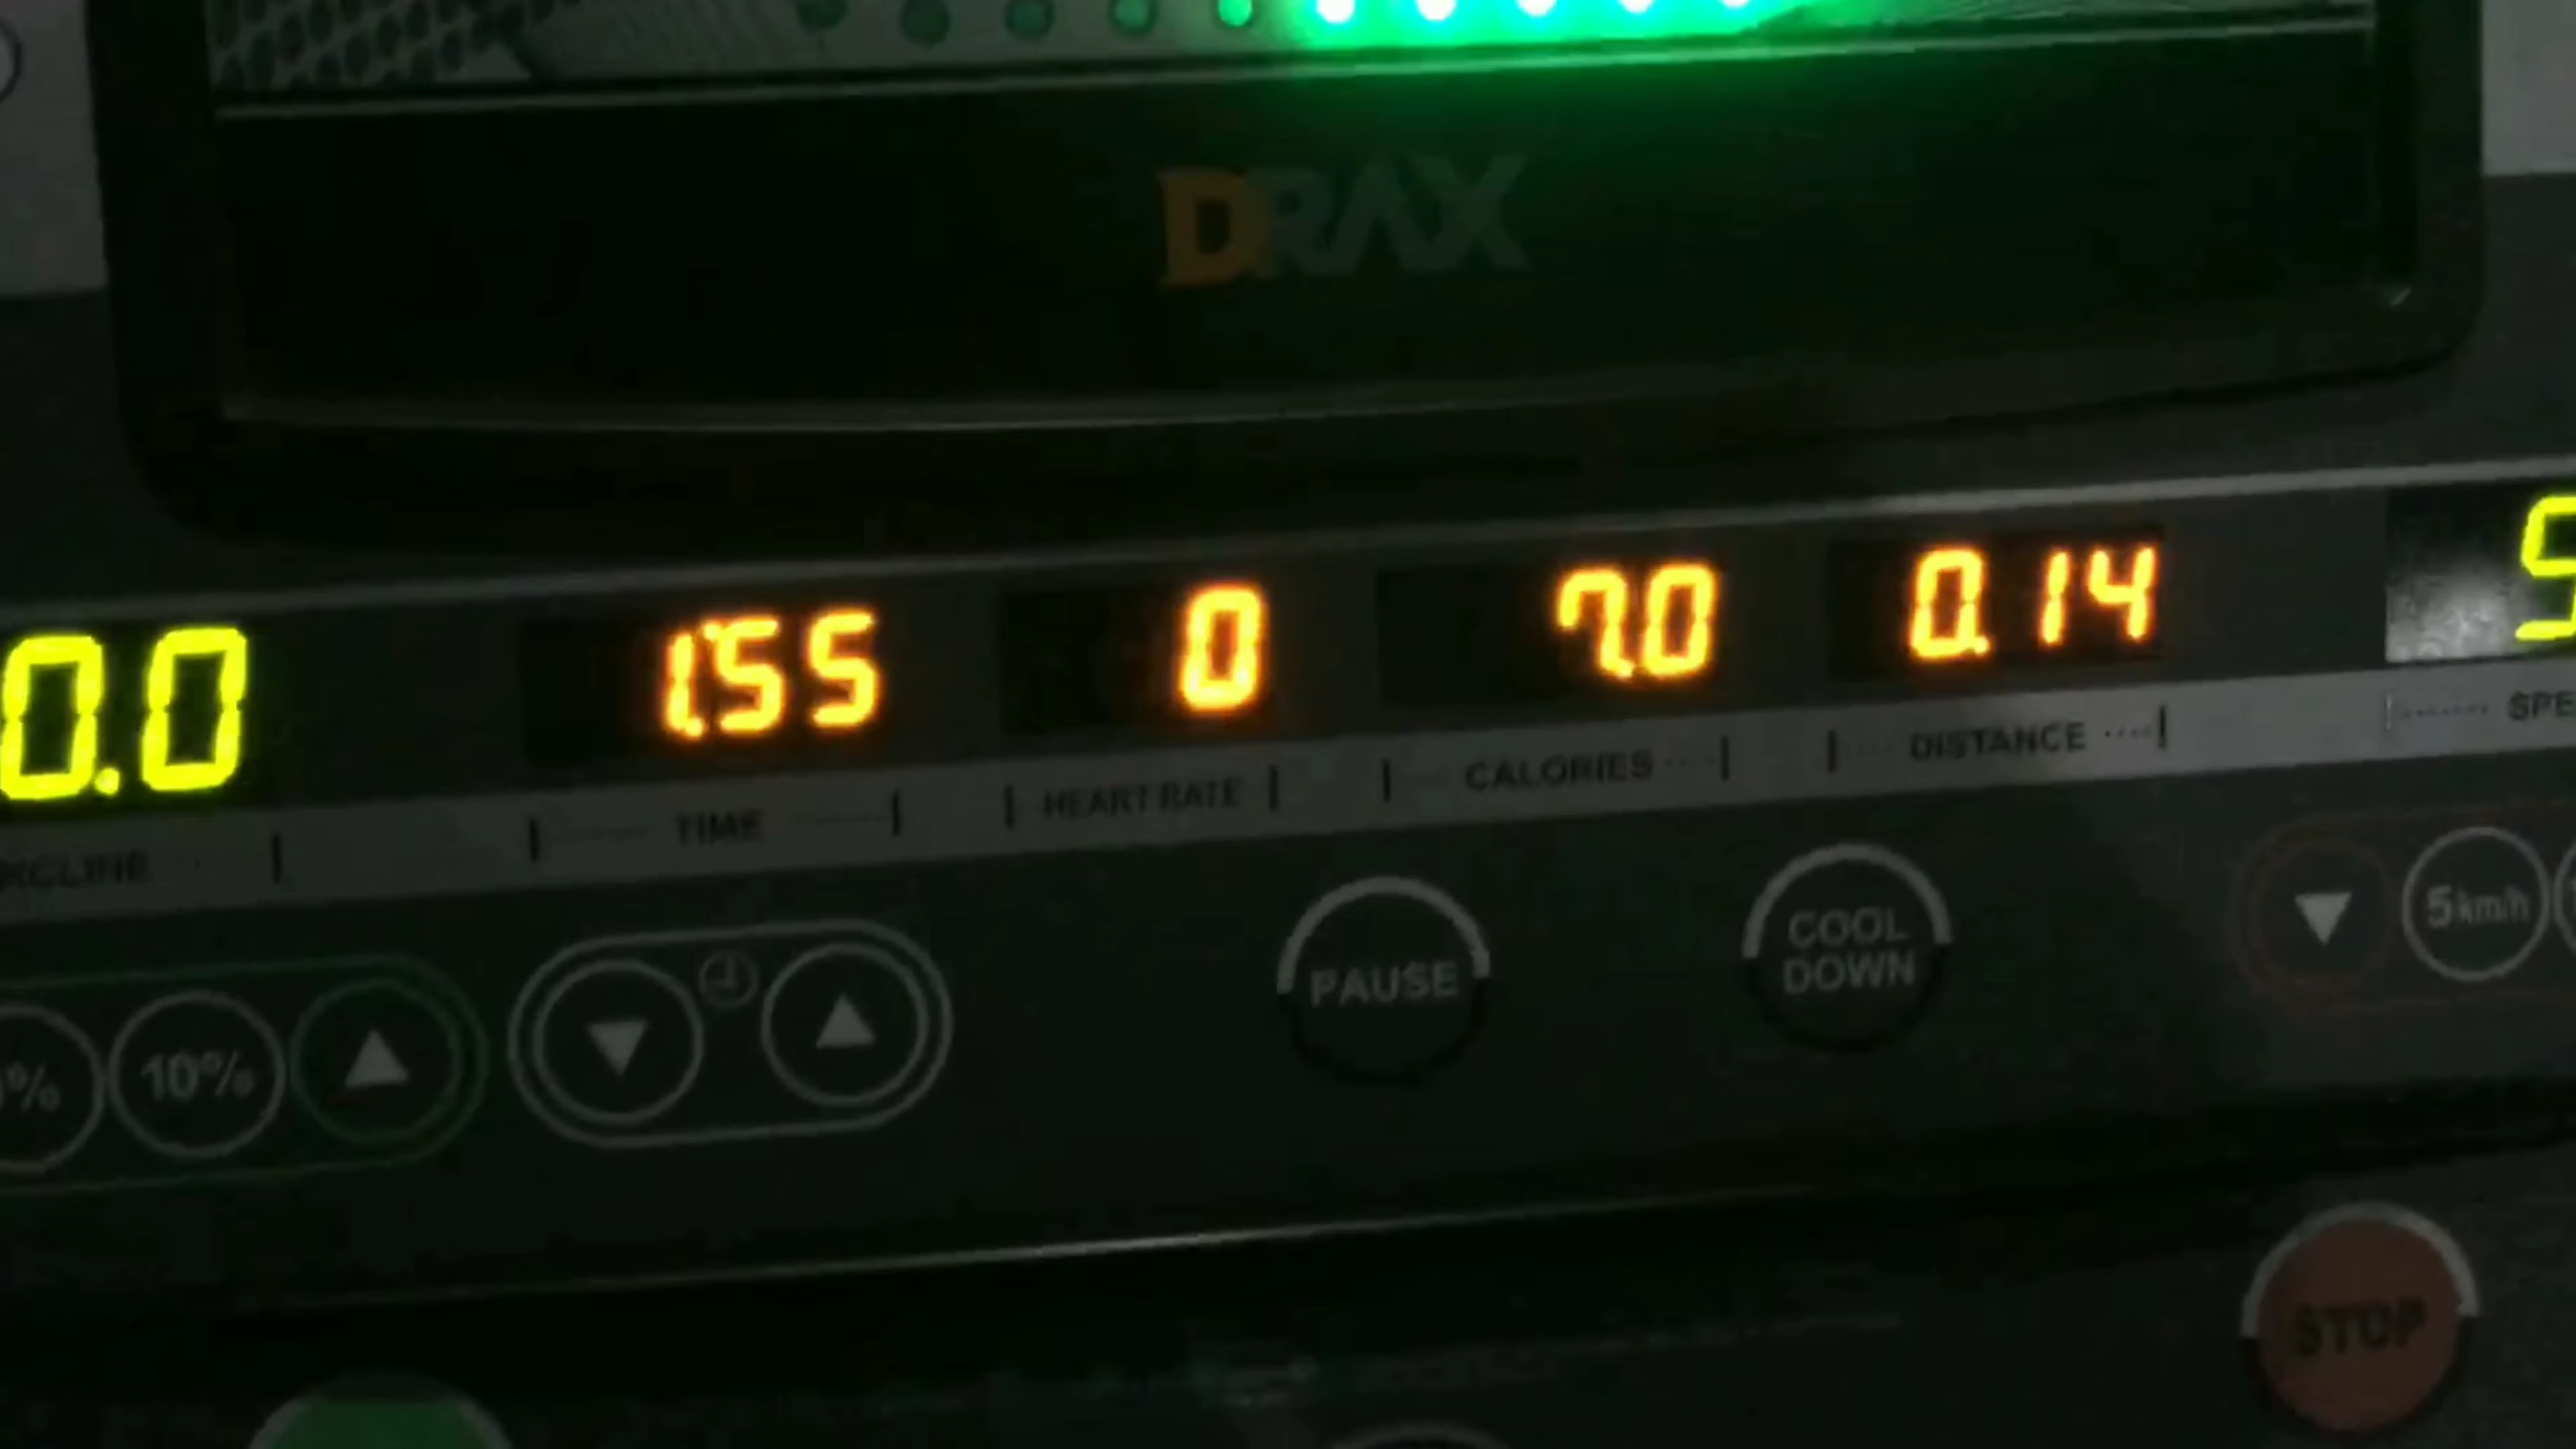 DRAX
0.0 1:55 0 7.0 0.14
INCLINE TIME HEART RATE CALORIES DISTANCE
10% PAUSE COOL DOWN 5km/h
STOP